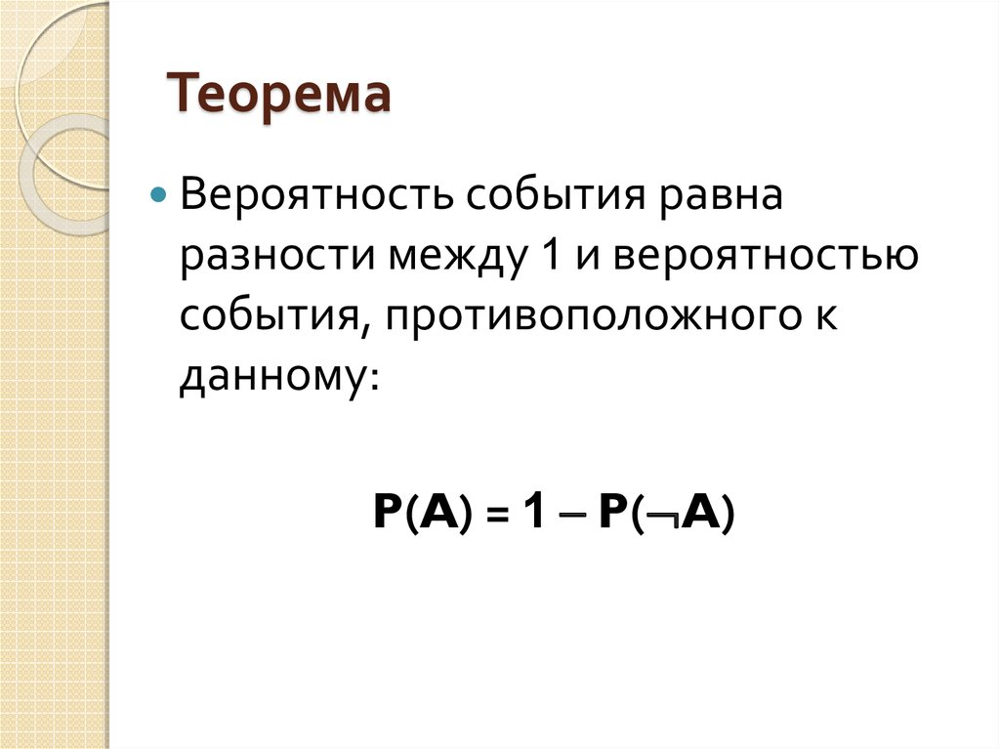 Теорема
• Вероятность события равна
разности между 1 и вероятностью
события, противоположного к
данному:
P(A) = 1 – P(¬A)